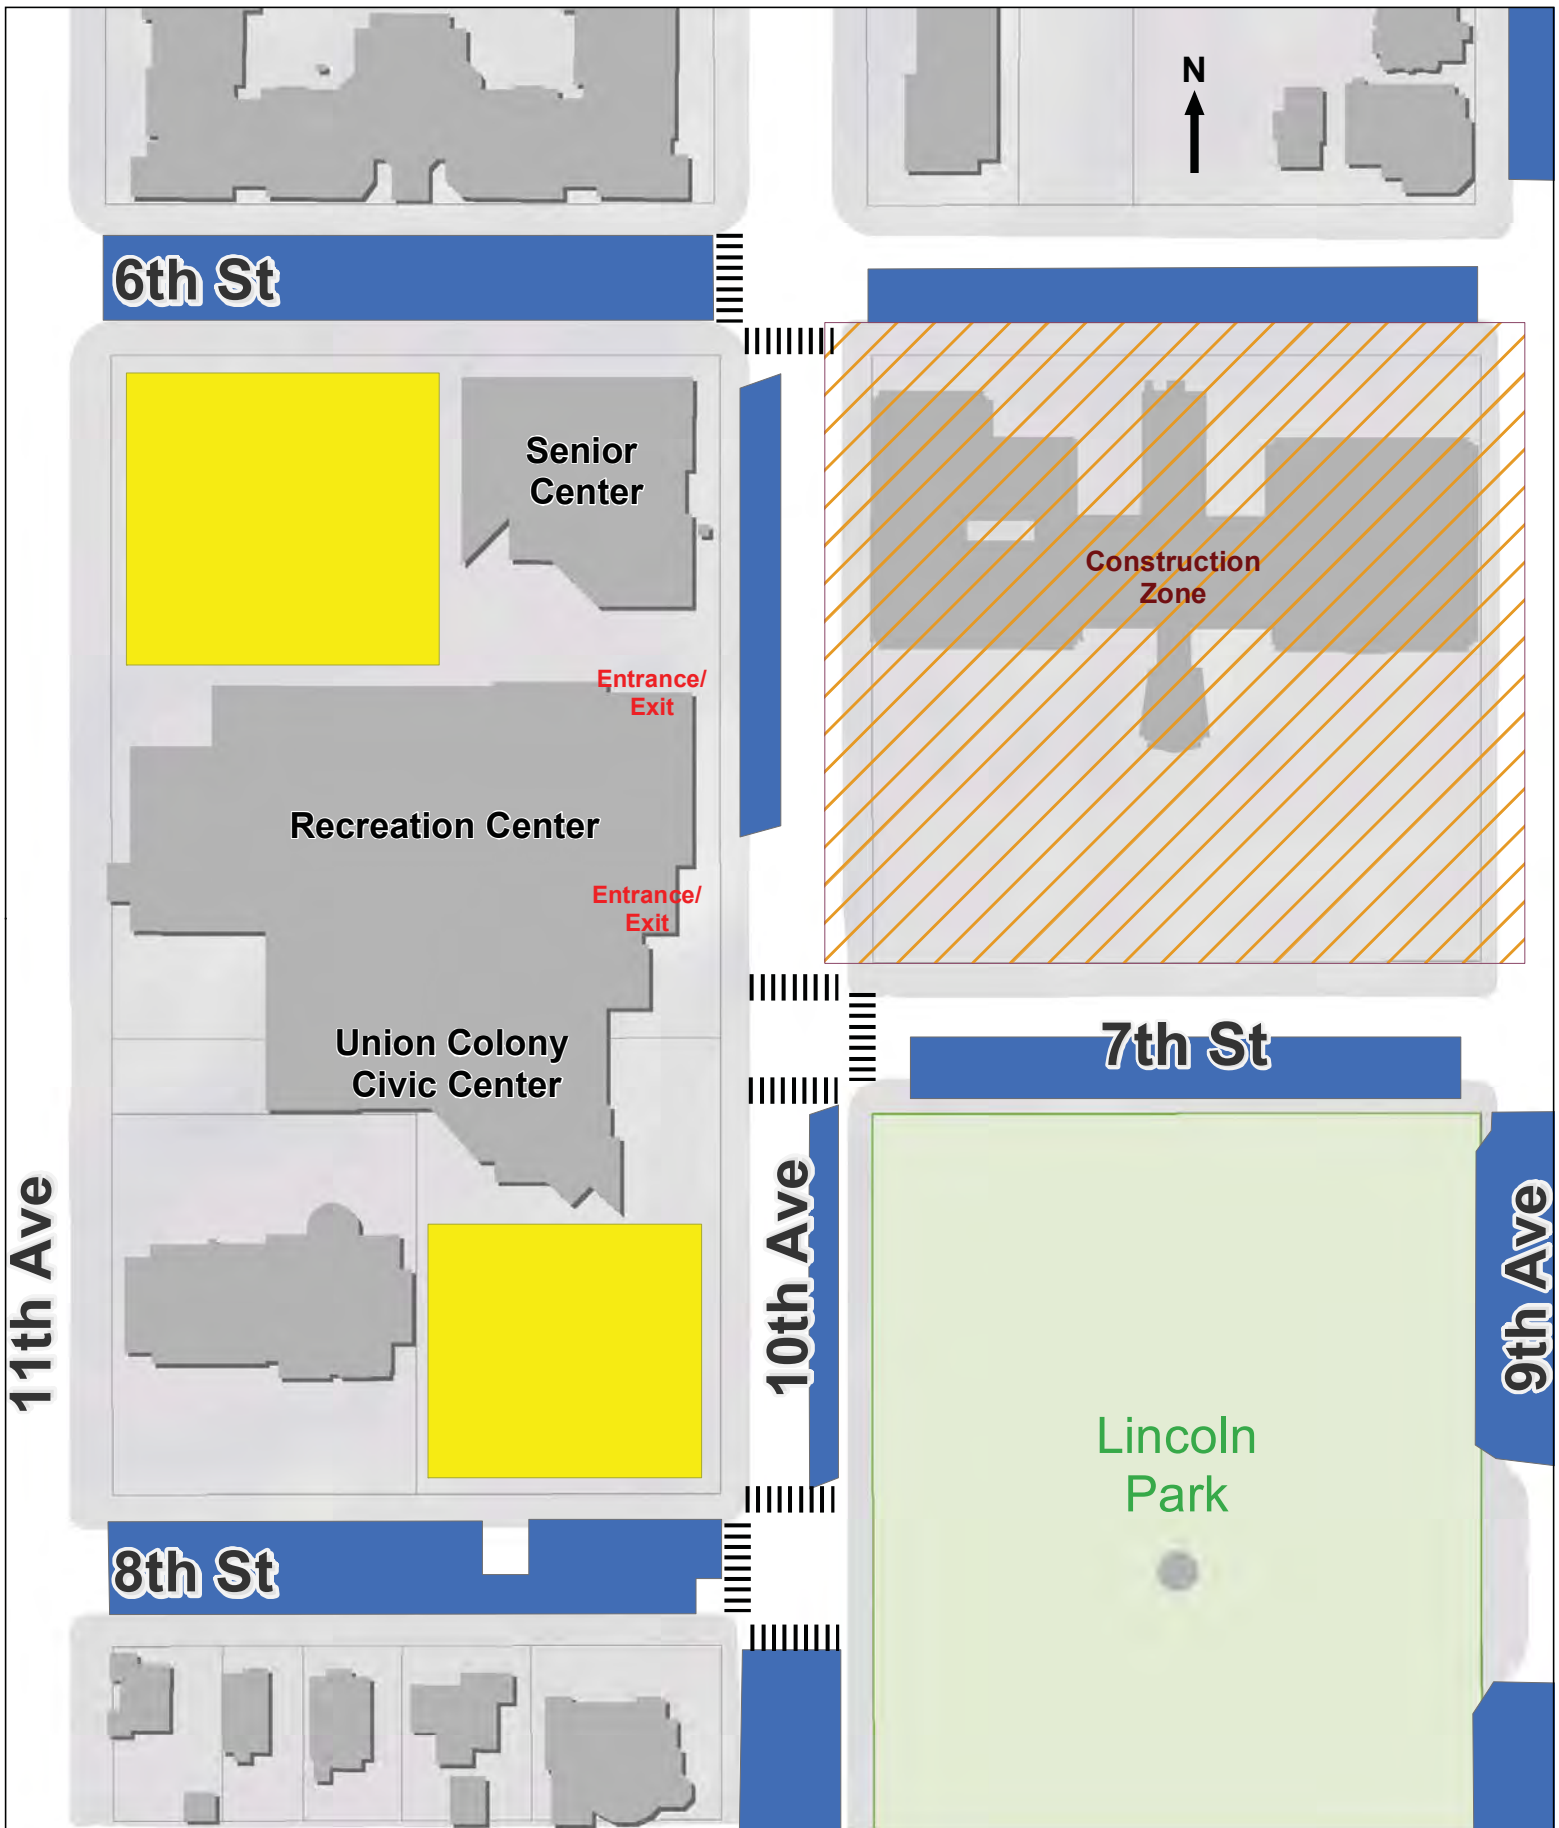 N
6th St
Senior
Center
Construction
Zone
Entrance/
Exit
Recreation Center
Entrance/
Exit
Union Colony
Civic Center
7th St
11th Ave
10th Ave
9th Ave
Lincoln
Park
8th St